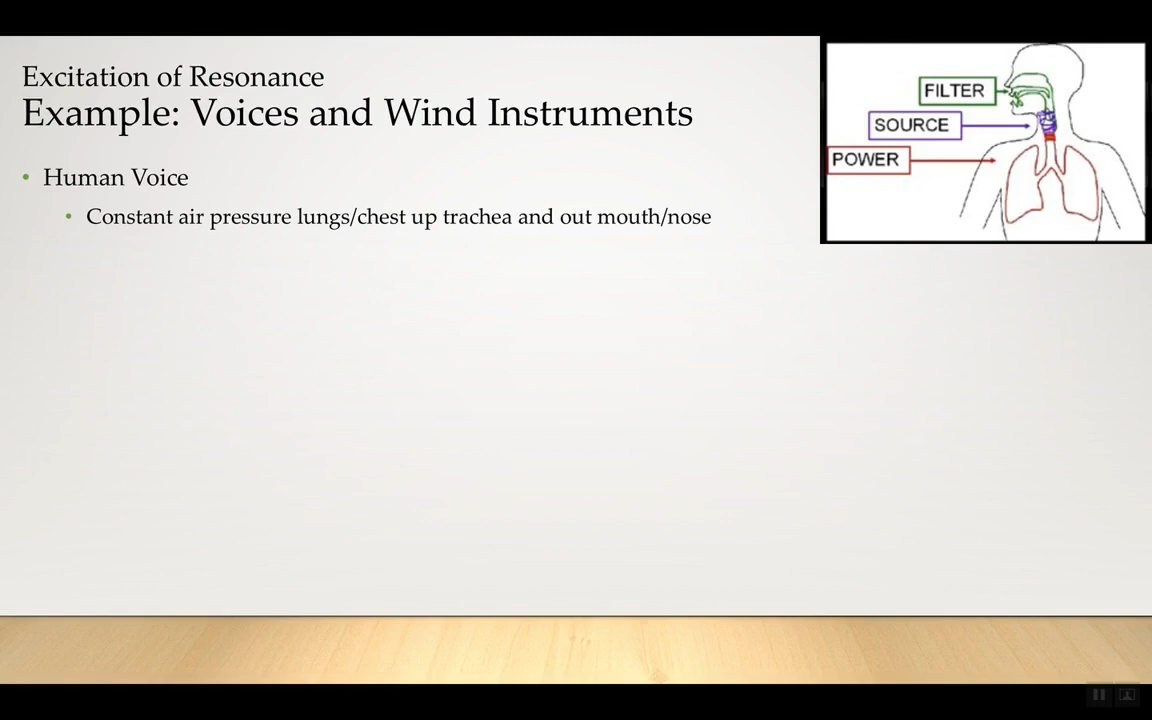 Excitation of Resonance
Example: Voices and Wind Instruments
• Human Voice
• Constant air pressure lungs/chest up trachea and out mouth/nose
FILTER
SOURCE
POWER